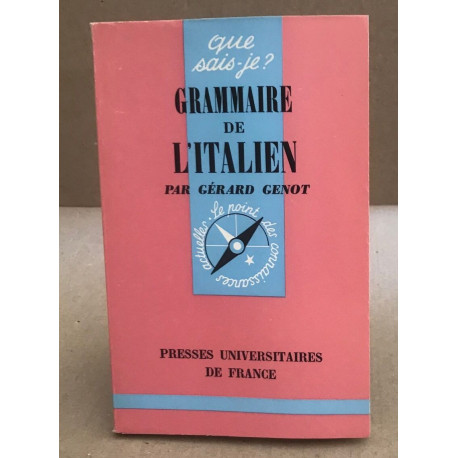 que
sais-je?
GRAMMAIRE
DE
L'ITALIEN
PAR GÉRARD GENOT
Le point des connaissances actuelles
PRESSES UNIVERSITAIRES
DE FRANCE